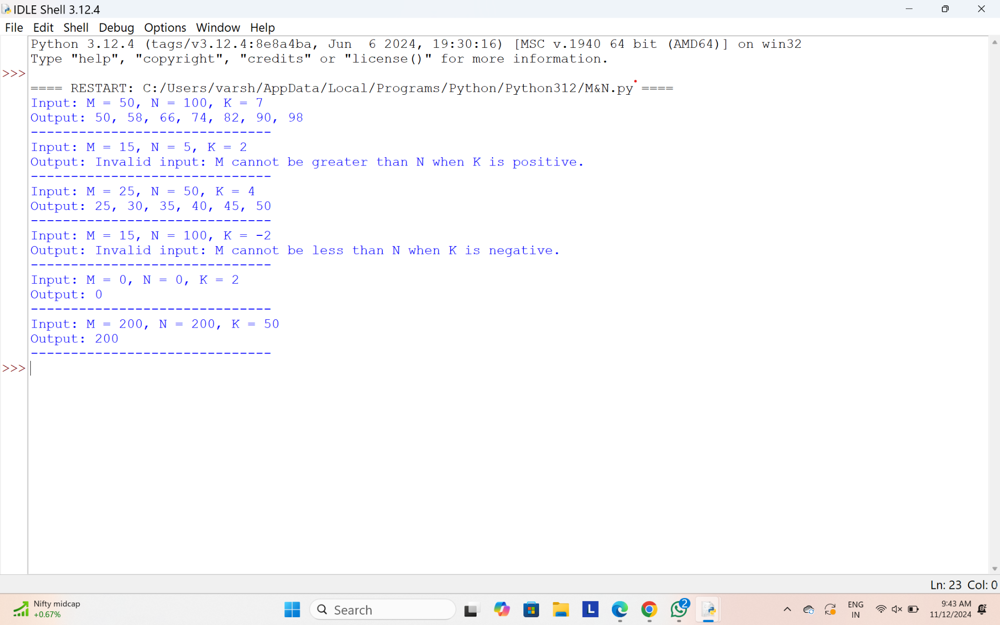 IDLE Shell 3.12.4
File Edit Shell Debug Options Window Help
Python 3.12.4 (tags/v3.12.4:8e8a4ba, Jun  6 2024, 19:30:16) [MSC v.1940 64 bit (AMD64)] on win32
Type "help", "copyright", "credits" or "license()" for more information.
>>>
==== RESTART: C:/Users/varsh/AppData/Local/Programs/Python/Python312/M&N.py ====
Input: M = 50, N = 100, K = 7
Output: 50, 58, 66, 74, 82, 90, 98
------------------------------
Input: M = 15, N = 5, K = 2
Output: Invalid input: M cannot be greater than N when K is positive.
------------------------------
Input: M = 25, N = 50, K = 4
Output: 25, 30, 35, 40, 45, 50
------------------------------
Input: M = 15, N = 100, K = -2
Output: Invalid input: M cannot be less than N when K is negative.
------------------------------
Input: M = 0, N = 0, K = 2
Output: 0
------------------------------
Input: M = 200, N = 200, K = 50
Output: 200
------------------------------
>>>
Ln: 23 Col: 0
Nifty midcap
+0.67%
Search
L
2
ENG
IN
9:43 AM
11/12/2024